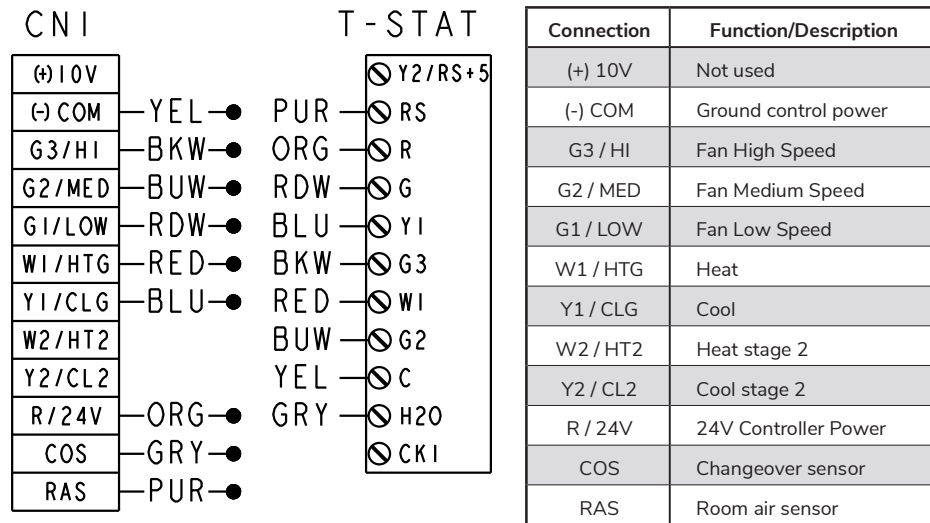 CNI
(+)10V
(-) COM YEL
G3/HI BKW
G2/MED BUW
G1/LOW RDW
W1/HTG RED
Y1/CLG BLU
W2/HT2
Y2/CL2
R/24V ORG
COS GRY
RAS PUR
T-STAT
Y2/RS+5
PUR RS
ORG R
RDW G
BLU Y1
BKW G3
RED W1
BUW G2
YEL C
GRY H2O
CK1
Connection Function/Description
(+) 10V Not used
(-) COM Ground control power
G3 / HI Fan High Speed
G2 / MED Fan Medium Speed
G1 / LOW Fan Low Speed
W1 / HTG Heat
Y1 / CLG Cool
W2 / HT2 Heat stage 2
Y2 / CL2 Cool stage 2
R / 24V 24V Controller Power
COS Changeover sensor
RAS Room air sensor